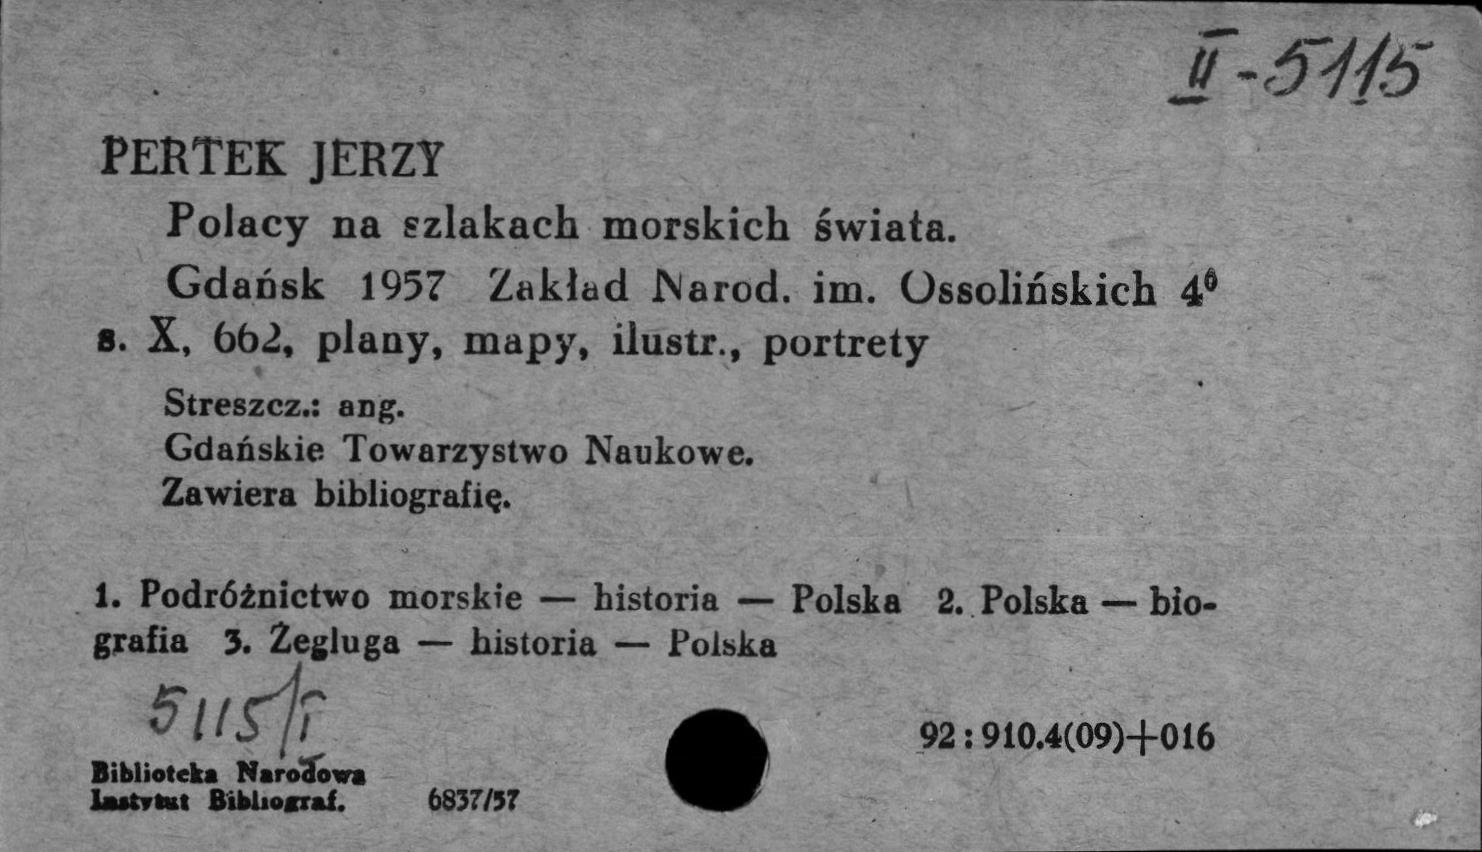 II-5115
PERTEK JERZY
Polacy na szlakach morskich świata.
Gdańsk 1957 Zakład Narod. im. Ossolińskich 4⁰
s. X, 662, plany, mapy, ilustr., portrety
Streszcz.: ang.
Gdańskie Towarzystwo Naukowe.
Zawiera bibliografię.
1. Podróżnictwo morskie — historia — Polska 2. Polska — bio-
grafia 3. Żegluga — historia — Polska
5115/I
92:910.4(09)+016
Biblioteka Narodowa
Instytut Bibliograf. 6837/57